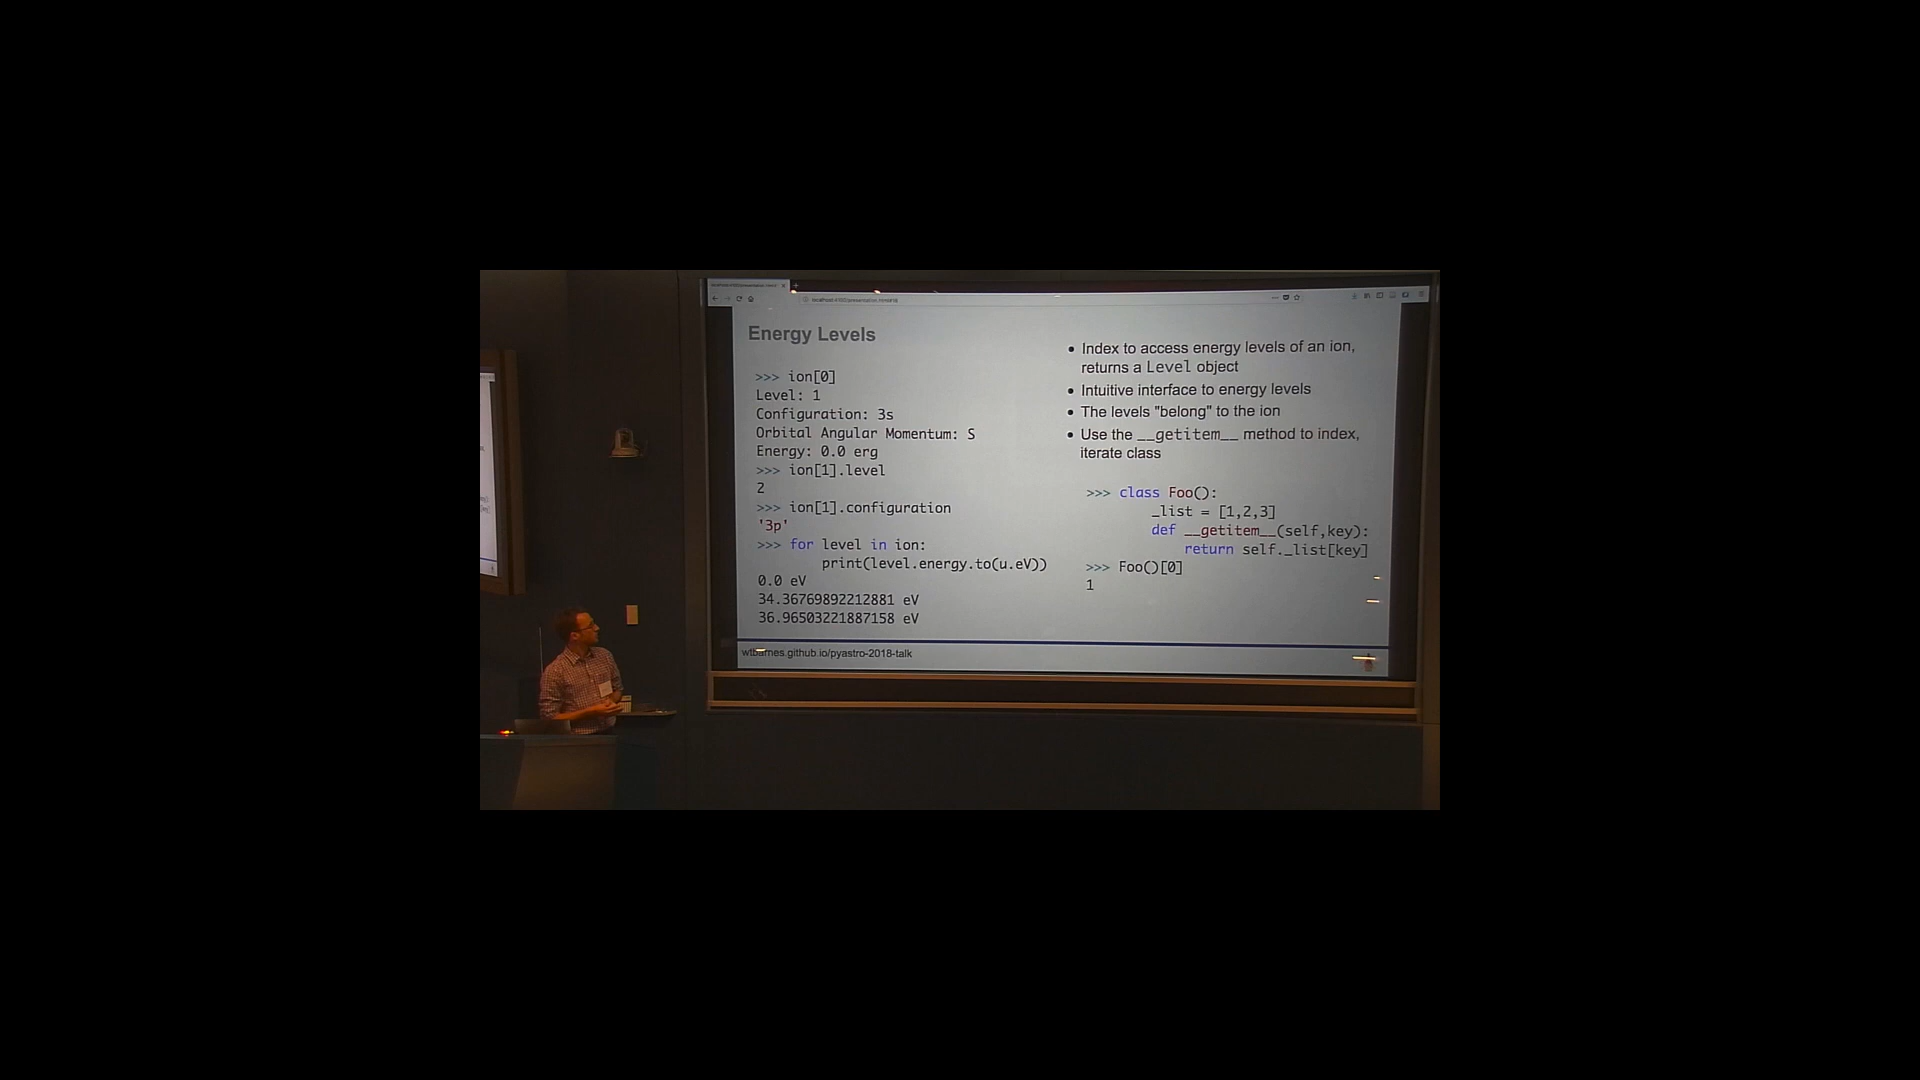 Energy Levels
>>> ion[0]
Level: 1
Configuration: 3s
Orbital Angular Momentum: S
Energy: 0.0 erg
>>> ion[1].level
2
>>> ion[1].configuration
'3p'
>>> for level in ion:
print(level.energy.to(u.eV))
0.0 eV
34.36769892212881 eV
36.96503221887158 eV
• Index to access energy levels of an ion,
returns a Level object
• Intuitive interface to energy levels
• The levels "belong" to the ion
• Use the __getitem__ method to index,
iterate class
>>> class Foo():
_list = [1,2,3]
def __getitem__(self,key):
return self._list[key]
>>> Foo()[0]
1
wtbarnes.github.io/pyastro-2018-talk